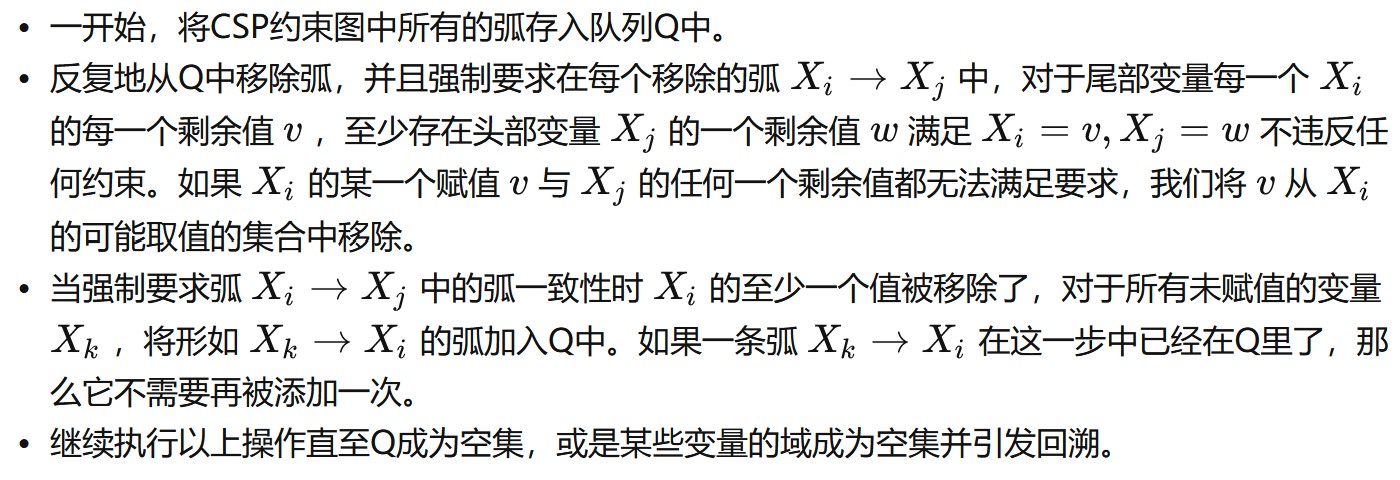 • 一开始，将CSP约束图中所有的弧存入队列Q中。
• 反复地从Q中移除弧，并且强制要求在每个移除的弧 $X_i \to X_j$ 中，对于尾部变量每一个 $X_i$
的每一个剩余值 $v$ ，至少存在头部变量 $X_j$ 的一个剩余值 $w$ 满足 $X_i = v, X_j = w$ 不违反任
何约束。如果 $X_i$ 的某一个赋值 $v$ 与 $X_j$ 的任何一个剩余值都无法满足要求，我们将 $v$ 从 $X_i$
的可能取值的集合中移除。
• 当强制要求弧 $X_i \to X_j$ 中的弧一致性时 $X_i$ 的至少一个值被移除了，对于所有未赋值的变量
$X_k$ ，将形如 $X_k \to X_i$ 的弧加入Q中。如果一条弧 $X_k \to X_i$ 在这一步中已经在Q里了，那
么它不需要再被添加一次。
• 继续执行以上操作直至Q成为空集，或是某些变量的域成为空集并引发回溯。